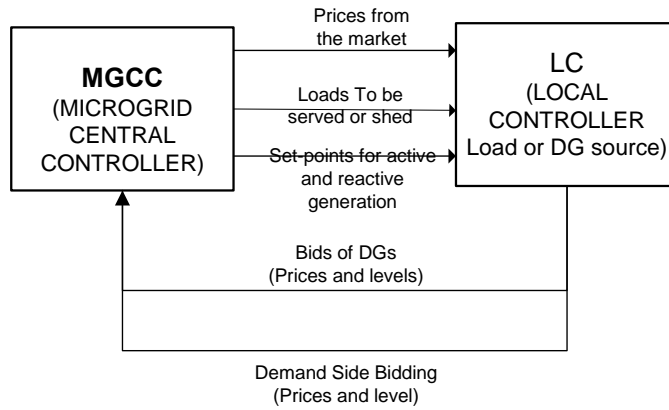 MGCC
(MICROGRID
CENTRAL
CONTROLLER)
Prices from
the market
Loads To be
served or shed
Set-points for active
and reactive
generation
LC
(LOCAL
CONTROLLER
Load or DG source)
Bids of DGs
(Prices and levels)
Demand Side Bidding
(Prices and level)